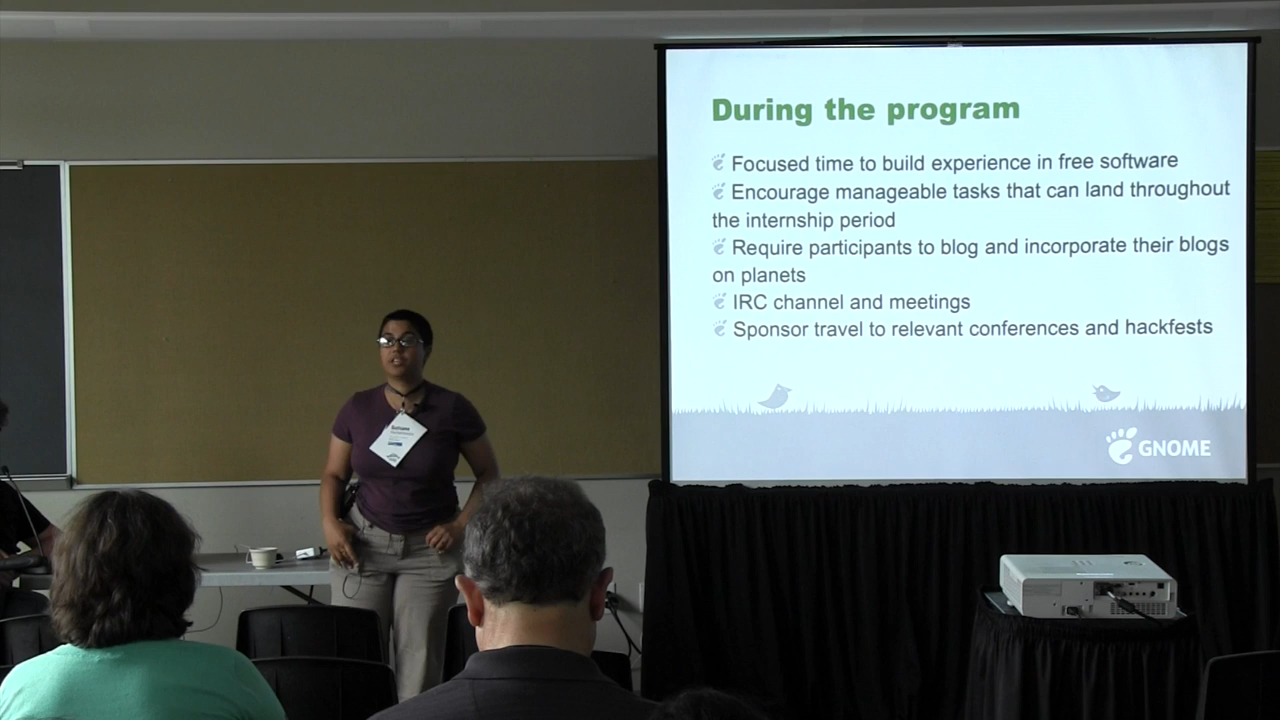 During the program
Focused time to build experience in free software
Encourage manageable tasks that can land throughout
the internship period
Require participants to blog and incorporate their blogs
on planets
IRC channel and meetings
Sponsor travel to relevant conferences and hackfests
GNOME